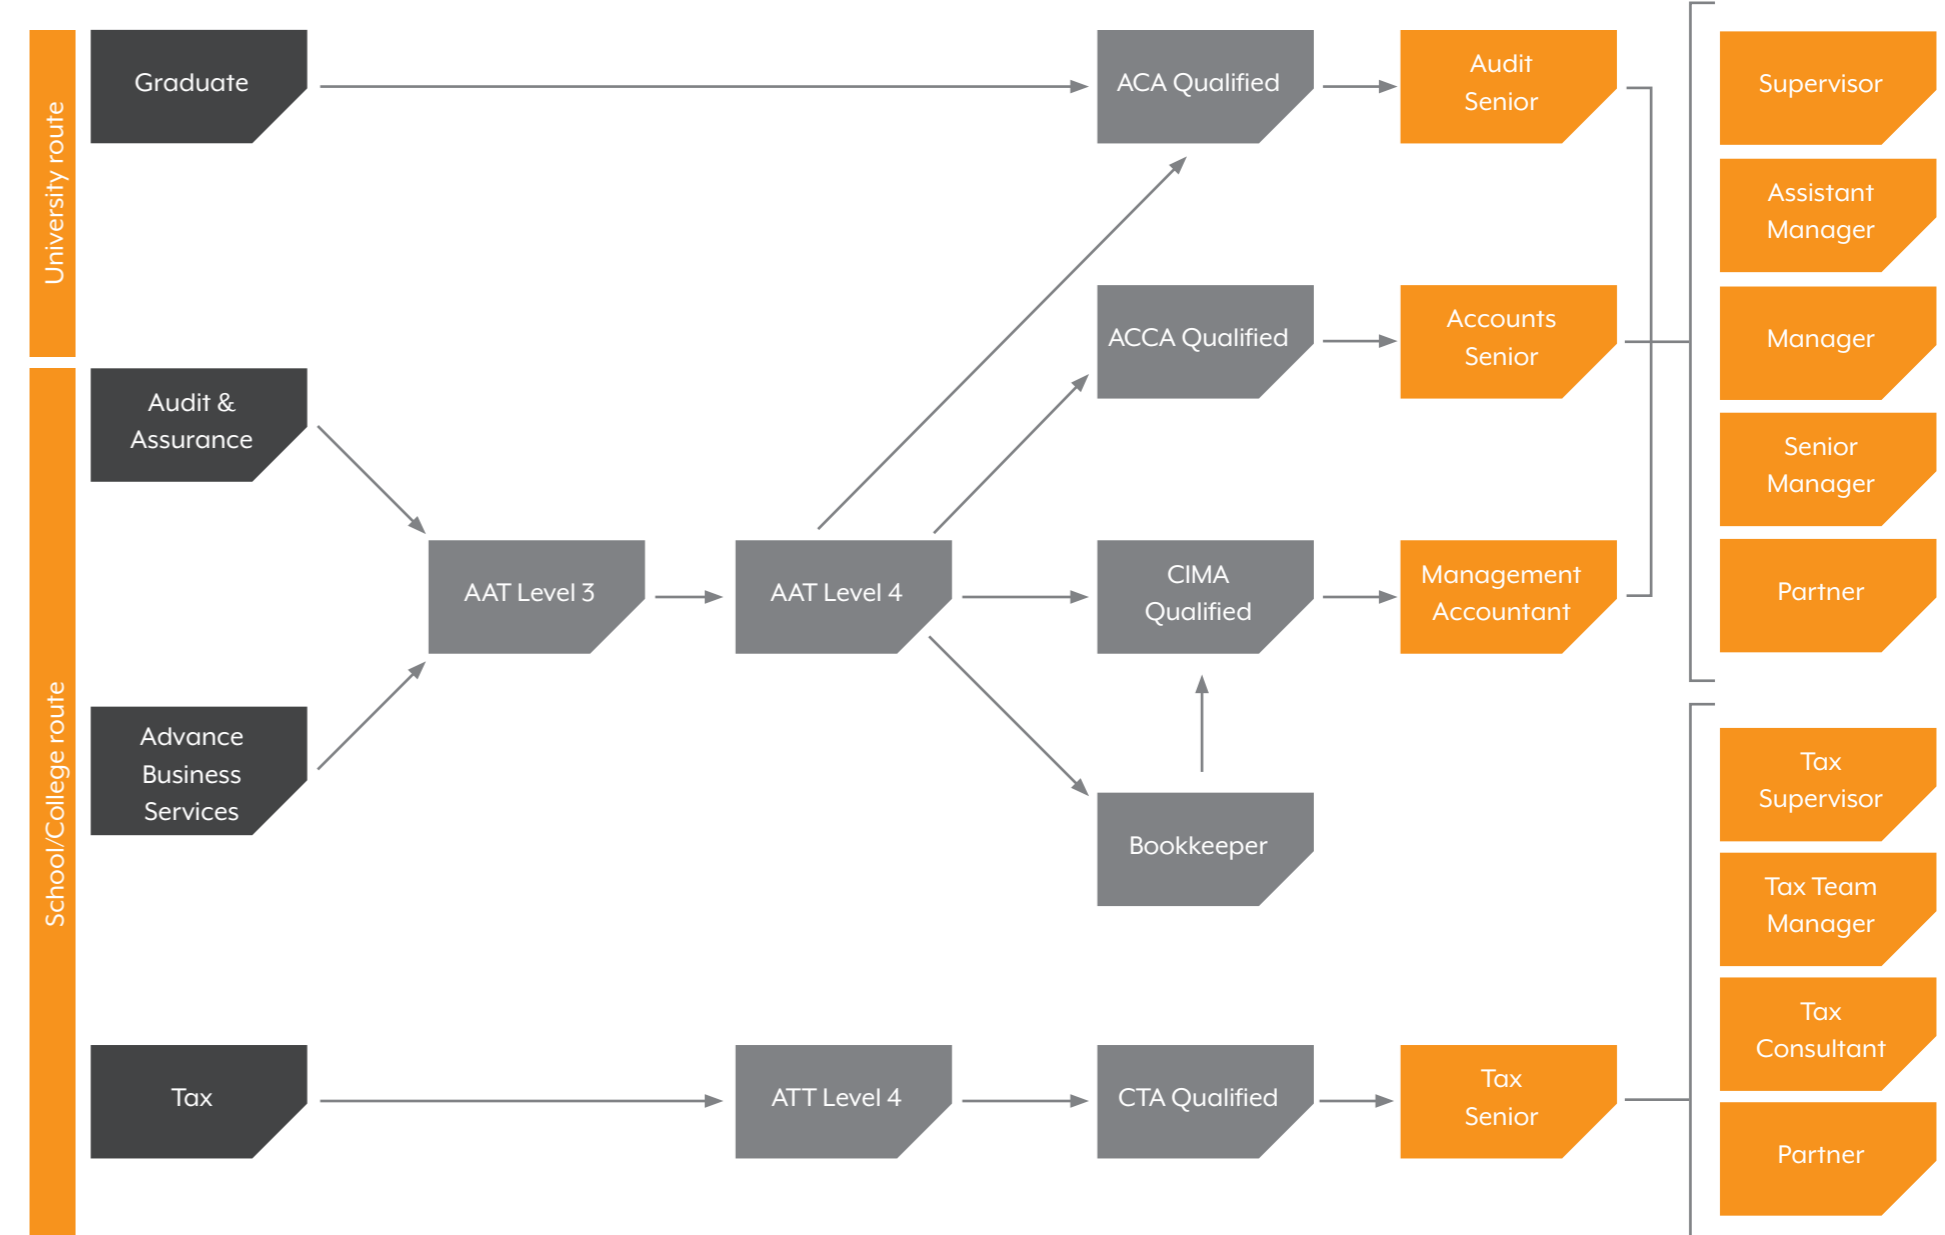 University route
Graduate
ACA Qualified
Audit
Senior
Supervisor
Assistant
Manager
ACCA Qualified
Accounts
Senior
Manager
School/College route
Audit &
Assurance
Senior
Manager
AAT Level 3
AAT Level 4
CIMA
Qualified
Management
Accountant
Partner
Advance
Business
Services
Bookkeeper
Tax
Supervisor
Tax Team
Manager
Tax
Consultant
Tax
ATT Level 4
CTA Qualified
Tax
Senior
Partner